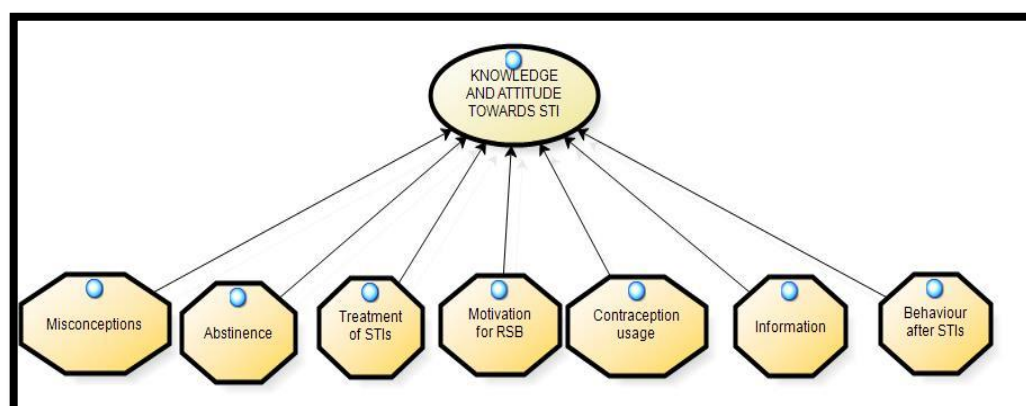 KNOWLEDGE
AND ATTITUDE
TOWARDS STI
Misconceptions
Abstinence
Treatment
of STIs
Motivation
for RSB
Contraception
usage
Information
Behaviour
after STIs